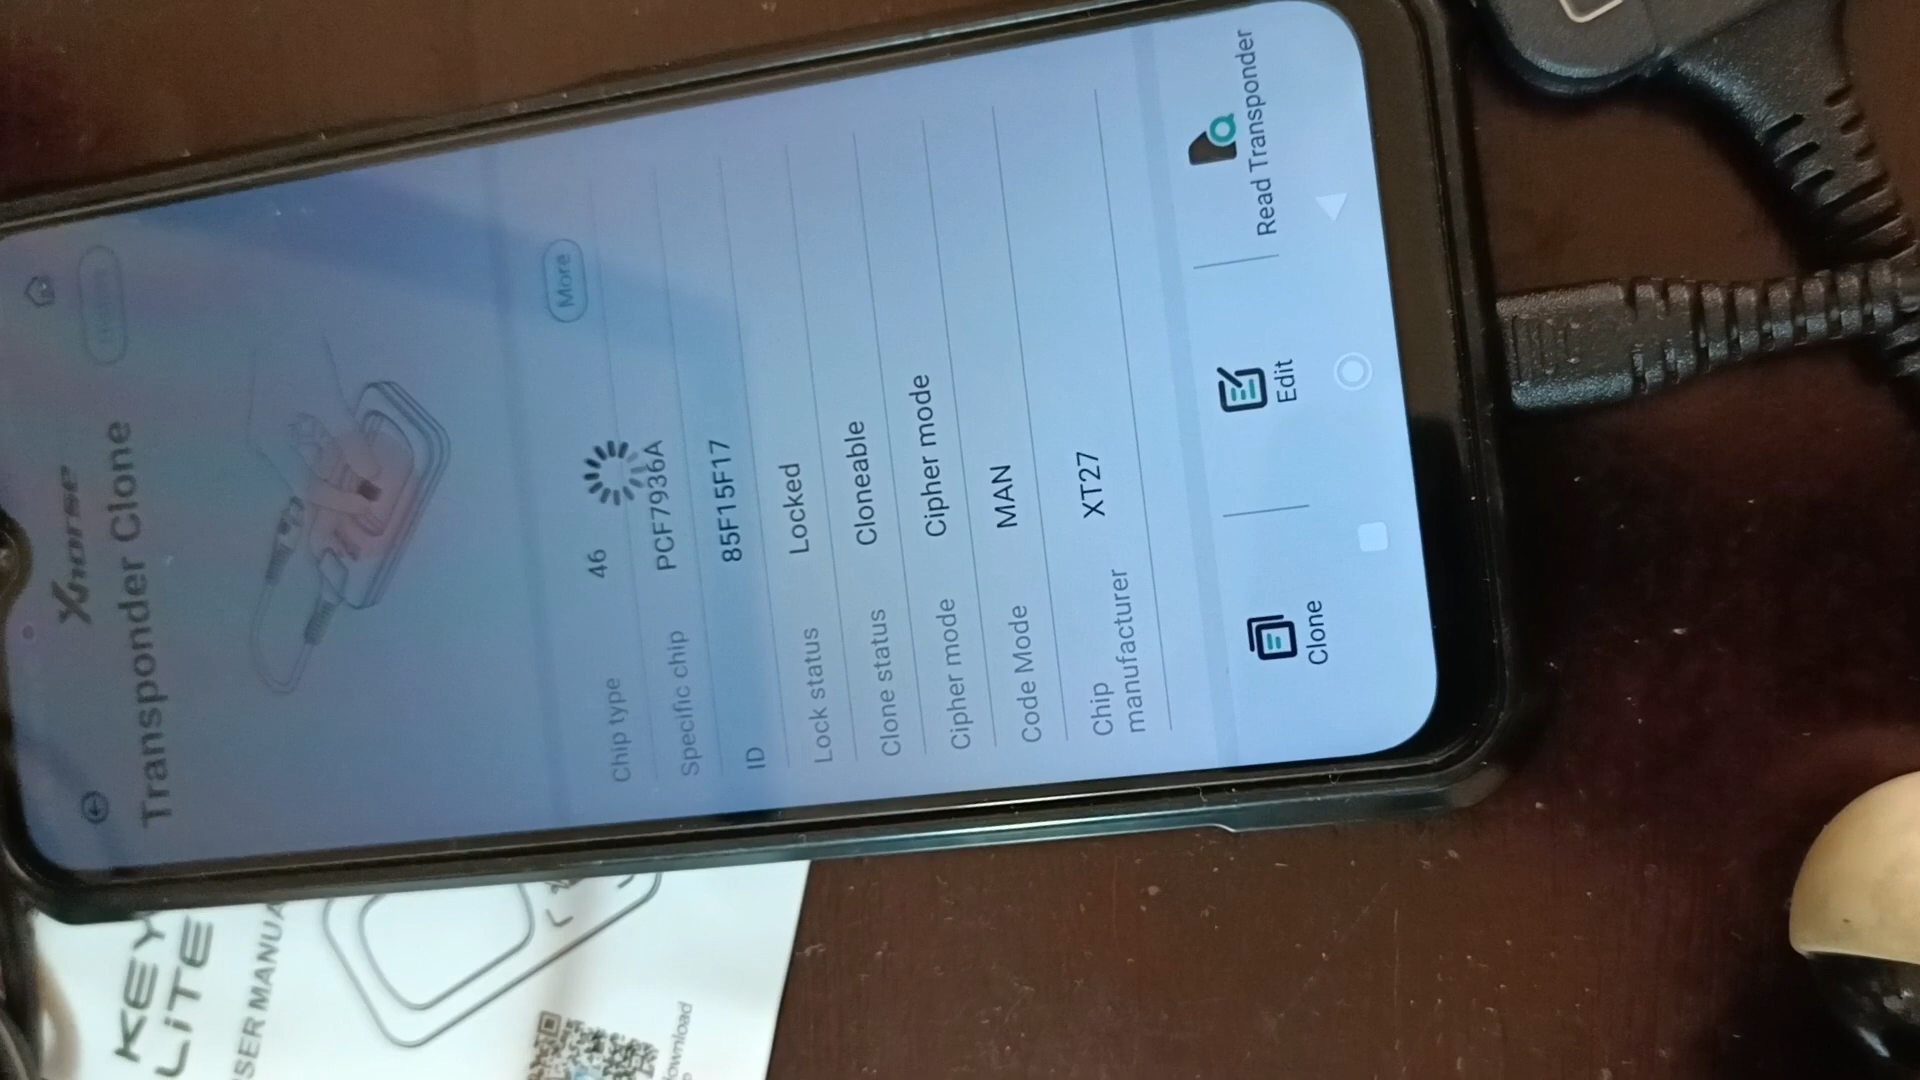 Xhorse
Transponder Clone
More
Chip type 46
Specific chip PCF7936A
ID 85F15F17
Lock status Locked
Clone status Cloneable
Cipher mode Cipher mode
Code Mode MAN
Chip manufacturer XT27
Clone
Edit
Read Transponder
KEY
LiTE
SER MANUA
ownload